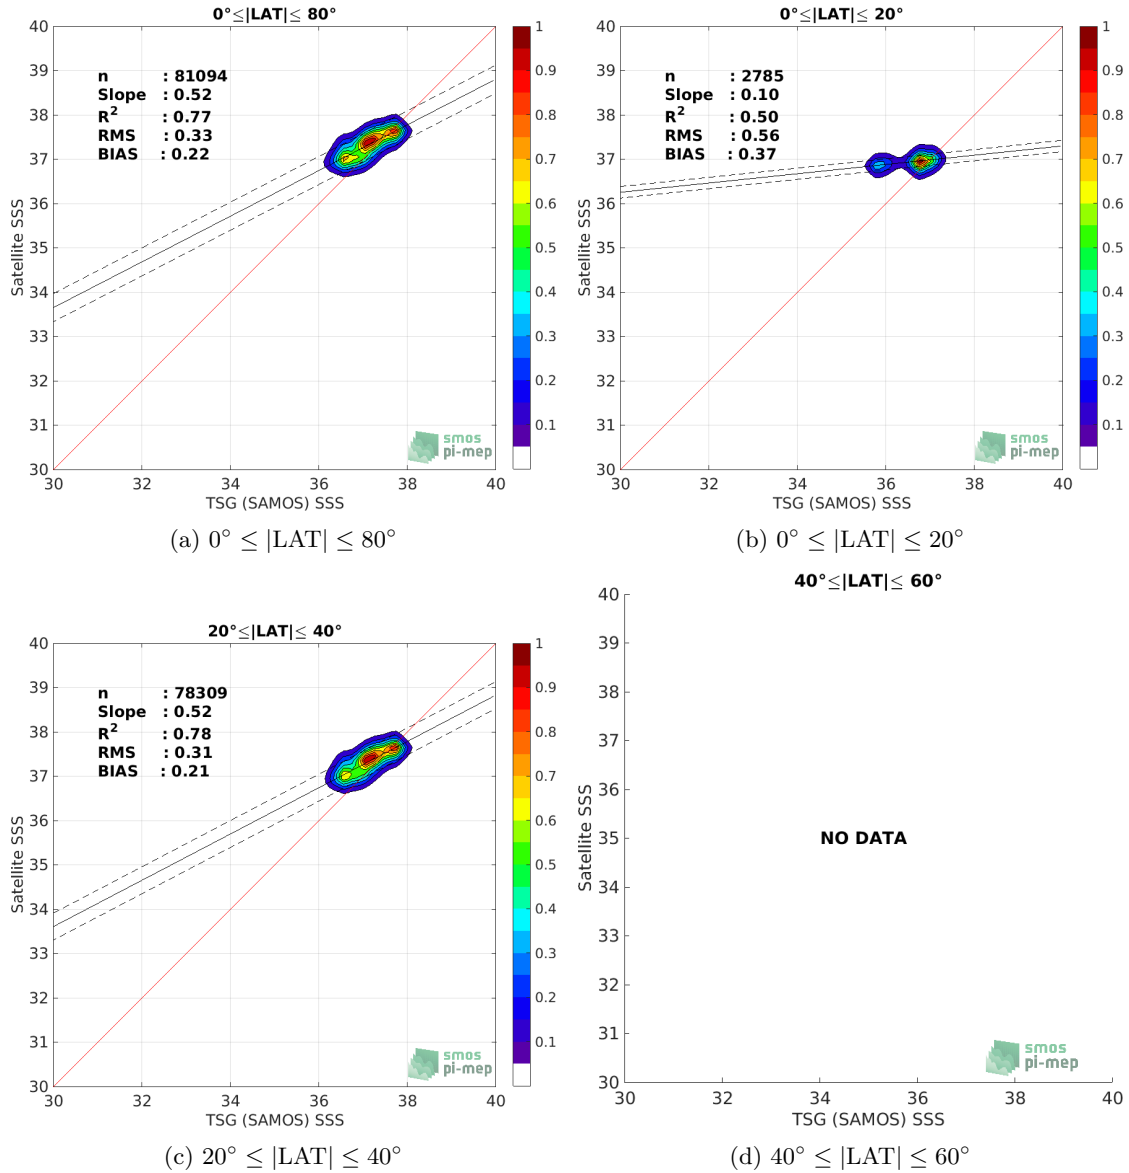 0°≤|LAT|≤ 80°
n : 81094
Slope : 0.52
R² : 0.77
RMS : 0.33
BIAS : 0.22
Satellite SSS
40
39
38
37
36
35
34
33
32
31
30
30 32 34 36 38 40
TSG (SAMOS) SSS
1
0.9
0.8
0.7
0.6
0.5
0.4
0.3
0.2
0.1
smos
pi-mep
(a) 0° ≤ |LAT| ≤ 80°
0°≤|LAT|≤ 20°
n : 2785
Slope : 0.10
R² : 0.50
RMS : 0.56
BIAS : 0.37
Satellite SSS
40
39
38
37
36
35
34
33
32
31
30
30 32 34 36 38 40
TSG (SAMOS) SSS
1
0.9
0.8
0.7
0.6
0.5
0.4
0.3
0.2
0.1
smos
pi-mep
(b) 0° ≤ |LAT| ≤ 20°
20°≤|LAT|≤ 40°
n : 78309
Slope : 0.52
R² : 0.78
RMS : 0.31
BIAS : 0.21
Satellite SSS
40
39
38
37
36
35
34
33
32
31
30
30 32 34 36 38 40
TSG (SAMOS) SSS
1
0.9
0.8
0.7
0.6
0.5
0.4
0.3
0.2
0.1
smos
pi-mep
(c) 20° ≤ |LAT| ≤ 40°
40°≤|LAT|≤ 60°
Satellite SSS
40
39
38
37
36
35
34
33
32
31
30
NO DATA
30 32 34 36 38 40
TSG (SAMOS) SSS
smos
pi-mep
(d) 40° ≤ |LAT| ≤ 60°